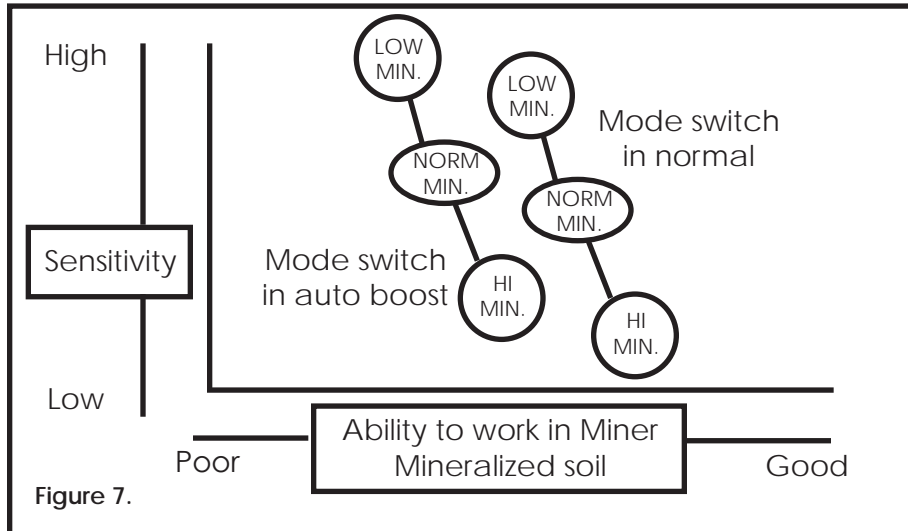 High
LOW
MIN.
LOW
MIN.
Mode switch
in normal
NORM
MIN.
NORM
MIN.
Sensitivity
Mode switch
in auto boost
HI
MIN.
HI
MIN.
Low
Ability to work in Miner
Mineralized soil
Poor
Good
Figure 7.